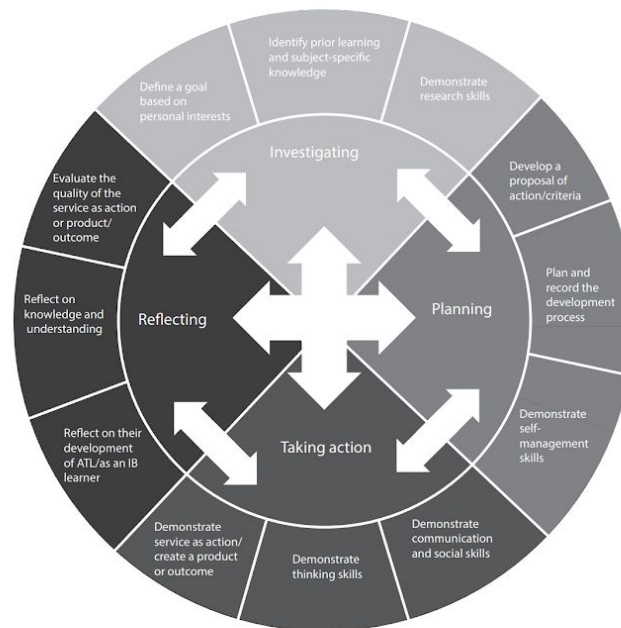 Identify prior learning
and subject-specific
knowledge
Define a goal
based on
personal interests
Demonstrate
research skills
Investigating
Evaluate the
quality of the
service as action
or product/
outcome
Develop a
proposal of
action/criteria
Reflect on
knowledge and
understanding
Reflecting
Planning
Plan and
record the
development
process
Reflect on their
development
of ATL/as an IB
learner
Taking action
Demonstrate
self-
management
skills
Demonstrate
service as action/
create a product
or outcome
Demonstrate
thinking skills
Demonstrate
communication
and social skills